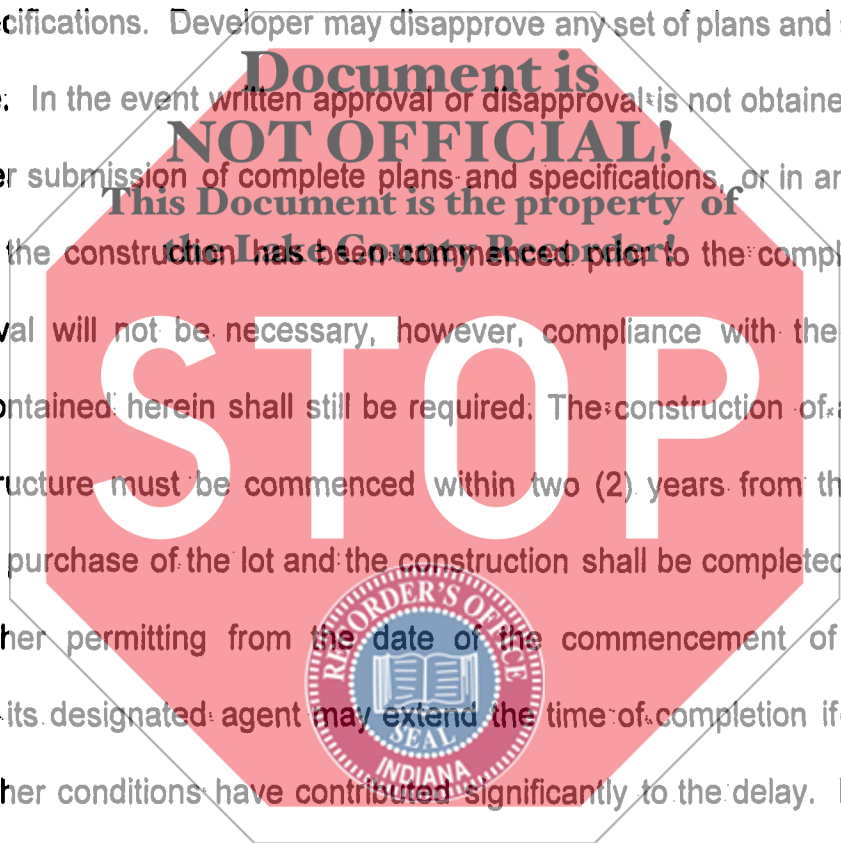 cifications. Developer may disapprove any set of plans and
Document is
. In the event written approval or disapproval is not obtaine
NOT OFFICIAL!
r submission of complete plans and specifications, or in an
This Document is the property of
the construction has been commenced prior to the compl
the Lake County Recorder!
val will not be necessary, however, compliance with the
STOP
ontained herein shall still be required. The construction of a
ructure must be commenced within two (2) years from th
purchase of the lot and the construction shall be completed
RECORDER'S OFFICE
her permitting from the date of the commencement of
its designated agent may extend the time of completion if
SEAL
INDIANA
her conditions have contributed significantly to the delay.